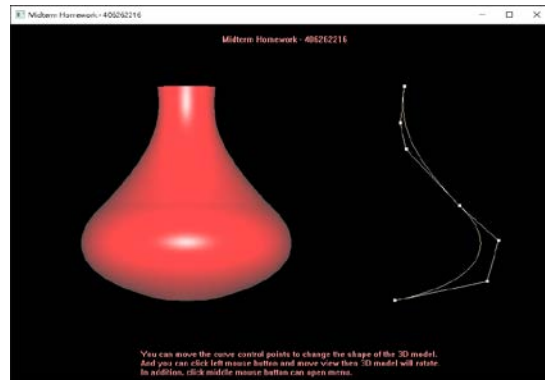 Midterm Homework - 406262216
Midterm Homework - 406262216
You can move the curve control points to change the shape of the 3D model.
And you can click left mouse button and move view then 3D model will rotate.
In addition, click middle mouse button can open menu.